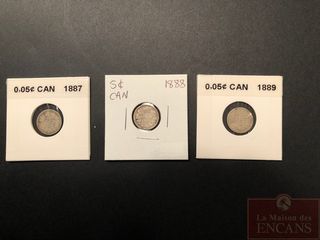 0.05¢ CAN 1887
5¢ 1888
CAN
0.05¢ CAN 1889
La Maison des
ENCANS